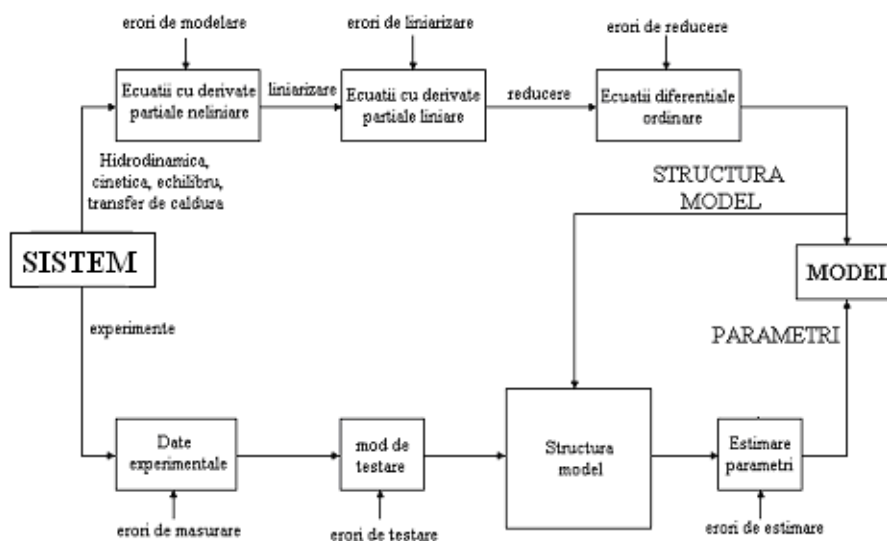 erori de modelare
erori de liniarizare
erori de reducere
Ecuatii cu derivate
partiale neliniare
liniarizare
Ecuatii cu derivate
partiale liniare
reducere
Ecuatii diferentiale
ordinare
Hidrodinamica,
cinetica, echilibru,
transfer de caldura
STRUCTURA
MODEL
SISTEM
MODEL
experimente
PARAMETRI
Date
experimentale
mod de
testare
Structura
model
Estimare
parametri
erori de masurare
erori de testare
erori de estimare